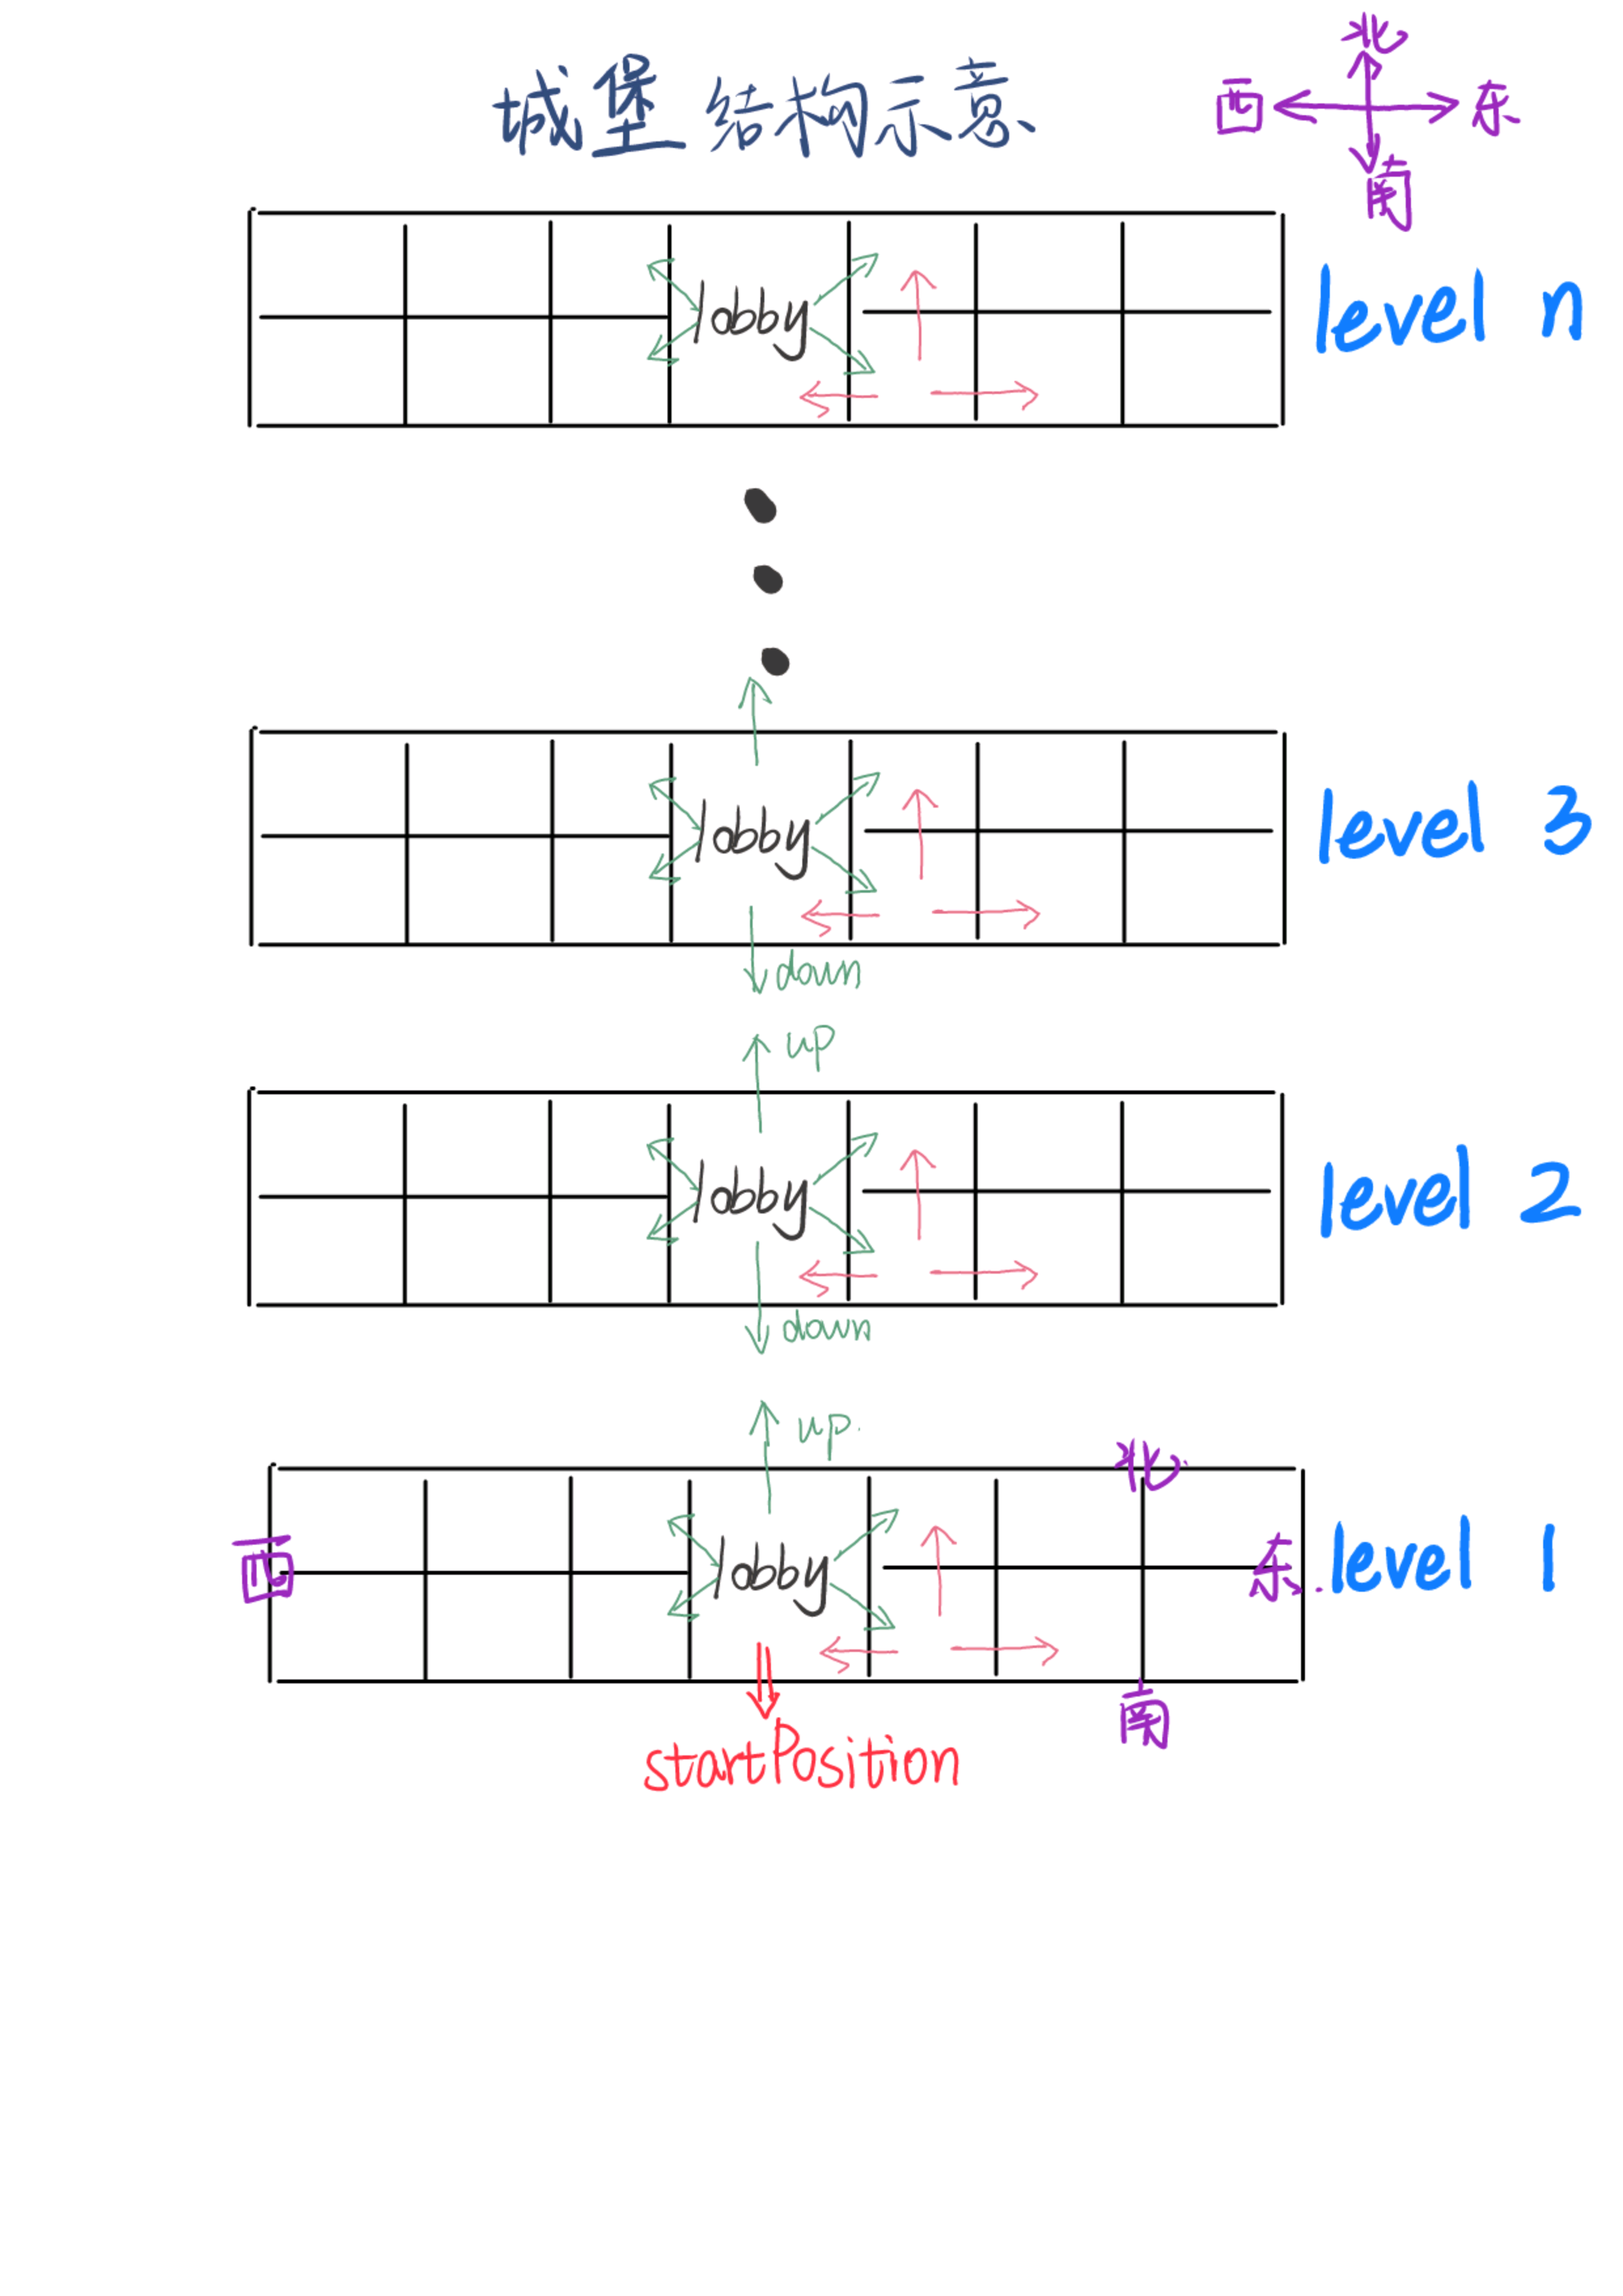 北
城堡结构示意
西 东
南
lobby
level n
lobby
level 3
down
up
lobby
level 2
down
up.
北
西
lobby
东.
level 1
南
startPosition